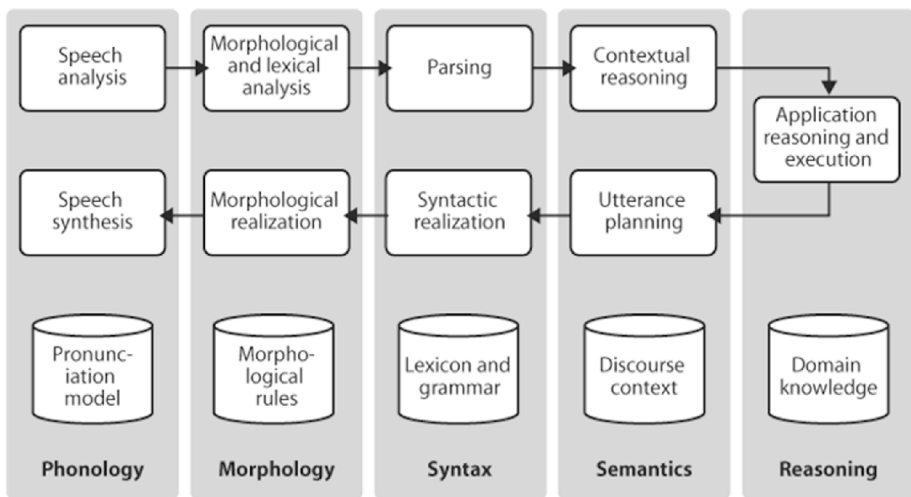 Speech
analysis
Morphological
and lexical
analysis
Parsing
Contextual
reasoning
Application
reasoning and
execution
Speech
synthesis
Morphological
realization
Syntactic
realization
Utterance
planning
Pronunc-
iation
model
Morpho-
logical
rules
Lexicon and
grammar
Discourse
context
Domain
knowledge
Phonology
Morphology
Syntax
Semantics
Reasoning